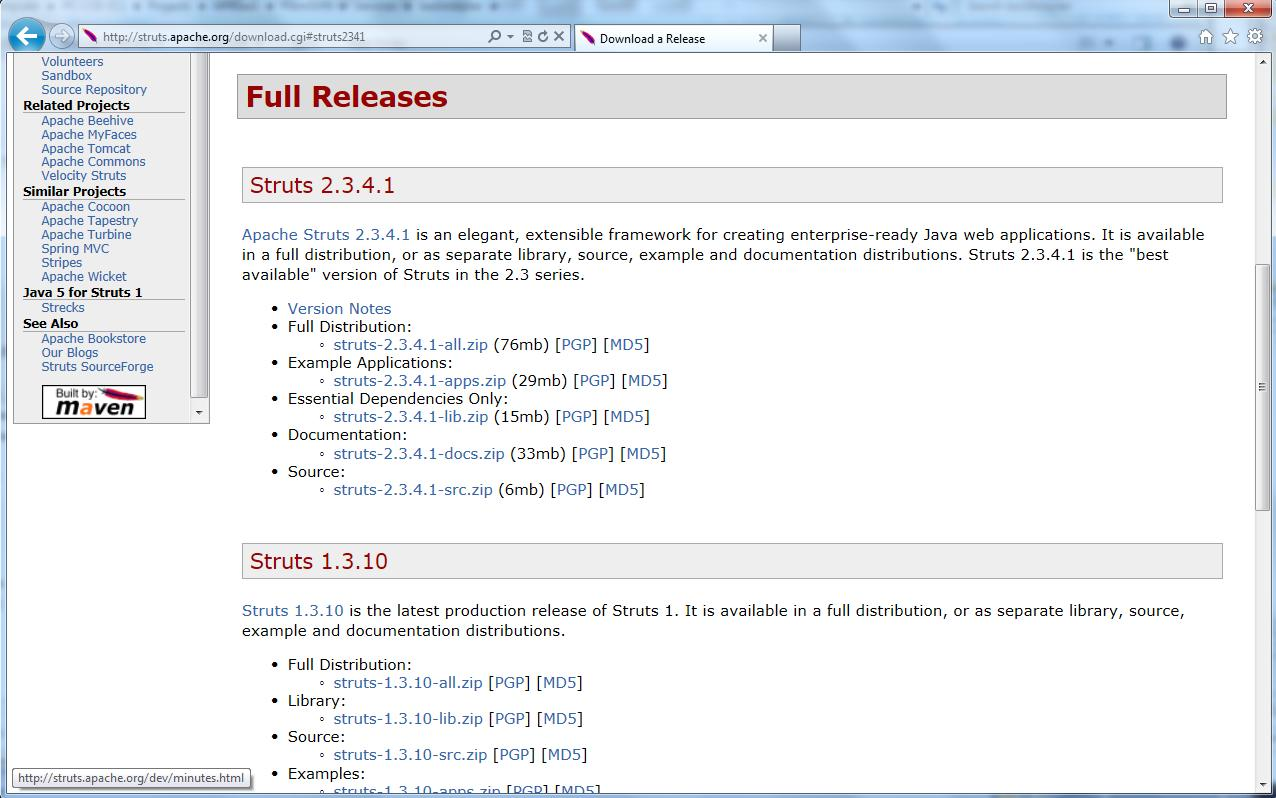 http://struts.apache.org/download.cgi#struts2341
Download a Release
Volunteers
Sandbox
Source Repository
Related Projects
Apache Beehive
Apache MyFaces
Apache Tomcat
Apache Commons
Velocity Struts
Similar Projects
Apache Cocoon
Apache Tapestry
Apache Turbine
Spring MVC
Stripes
Apache Wicket
Java 5 for Struts 1
Strecks
See Also
Apache Bookstore
Our Blogs
Struts SourceForge
Built by:
maven
Full Releases
Struts 2.3.4.1
Apache Struts 2.3.4.1 is an elegant, extensible framework for creating enterprise-ready Java web applications. It is available
in a full distribution, or as separate library, source, example and documentation distributions. Struts 2.3.4.1 is the "best
available" version of Struts in the 2.3 series.
• Version Notes
• Full Distribution:
◦ struts-2.3.4.1-all.zip (76mb) [PGP] [MD5]
• Example Applications:
◦ struts-2.3.4.1-apps.zip (29mb) [PGP] [MD5]
• Essential Dependencies Only:
◦ struts-2.3.4.1-lib.zip (15mb) [PGP] [MD5]
• Documentation:
◦ struts-2.3.4.1-docs.zip (33mb) [PGP] [MD5]
• Source:
◦ struts-2.3.4.1-src.zip (6mb) [PGP] [MD5]
Struts 1.3.10
Struts 1.3.10 is the latest production release of Struts 1. It is available in a full distribution, or as separate library, source,
example and documentation distributions.
• Full Distribution:
◦ struts-1.3.10-all.zip [PGP] [MD5]
• Library:
◦ struts-1.3.10-lib.zip [PGP] [MD5]
• Source:
◦ struts-1.3.10-src.zip [PGP] [MD5]
• Examples:
◦ struts-1.3.10-apps.zip [PGP] [MD5]
http://struts.apache.org/dev/minutes.html